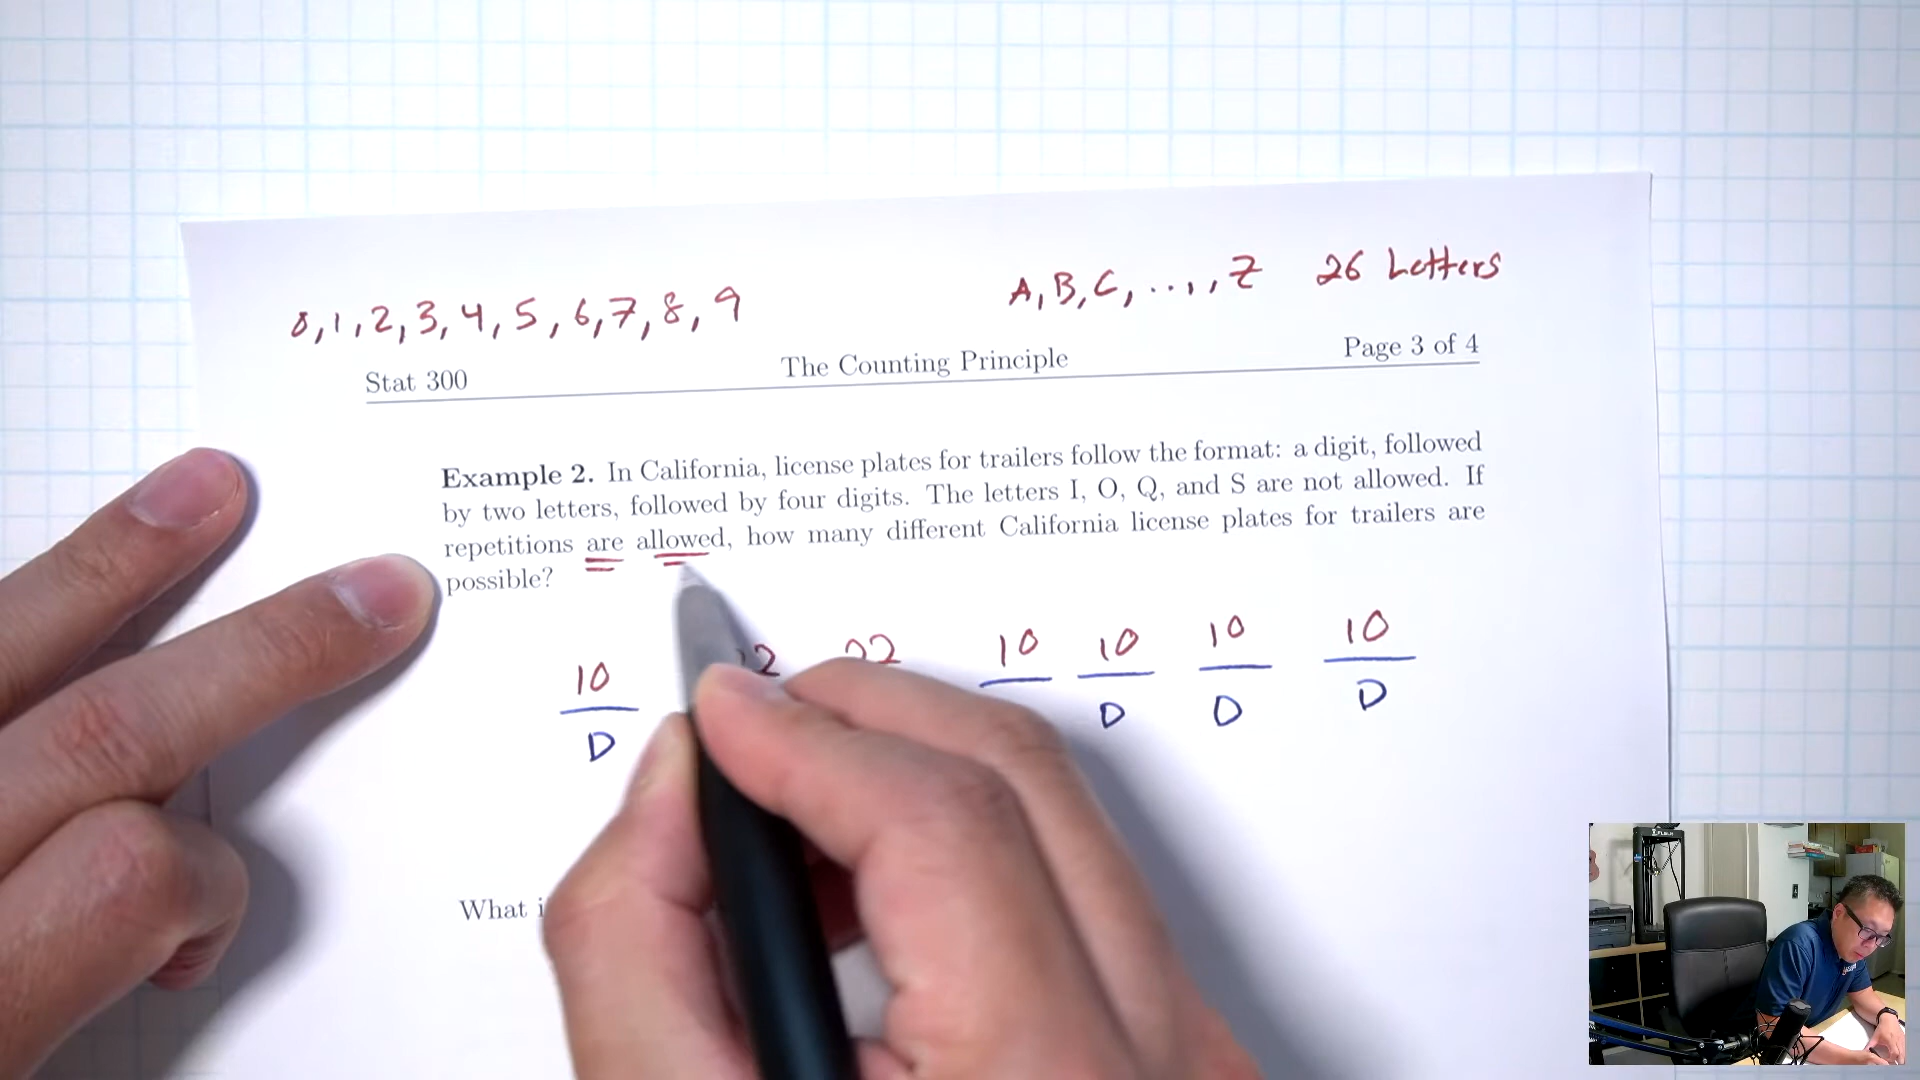 0, 1, 2, 3, 4, 5, 6, 7, 8, 9
A, B, C, ..., , Z 26 Letters
Stat 300 The Counting Principle Page 3 of 4
Example 2. In California, license plates for trailers follow the format: a digit, followed
by two letters, followed by four digits. The letters I, O, Q, and S are not allowed. If
repetitions are allowed, how many different California license plates for trailers are
possible?
10 22 10 10 10 10
D D D D
What